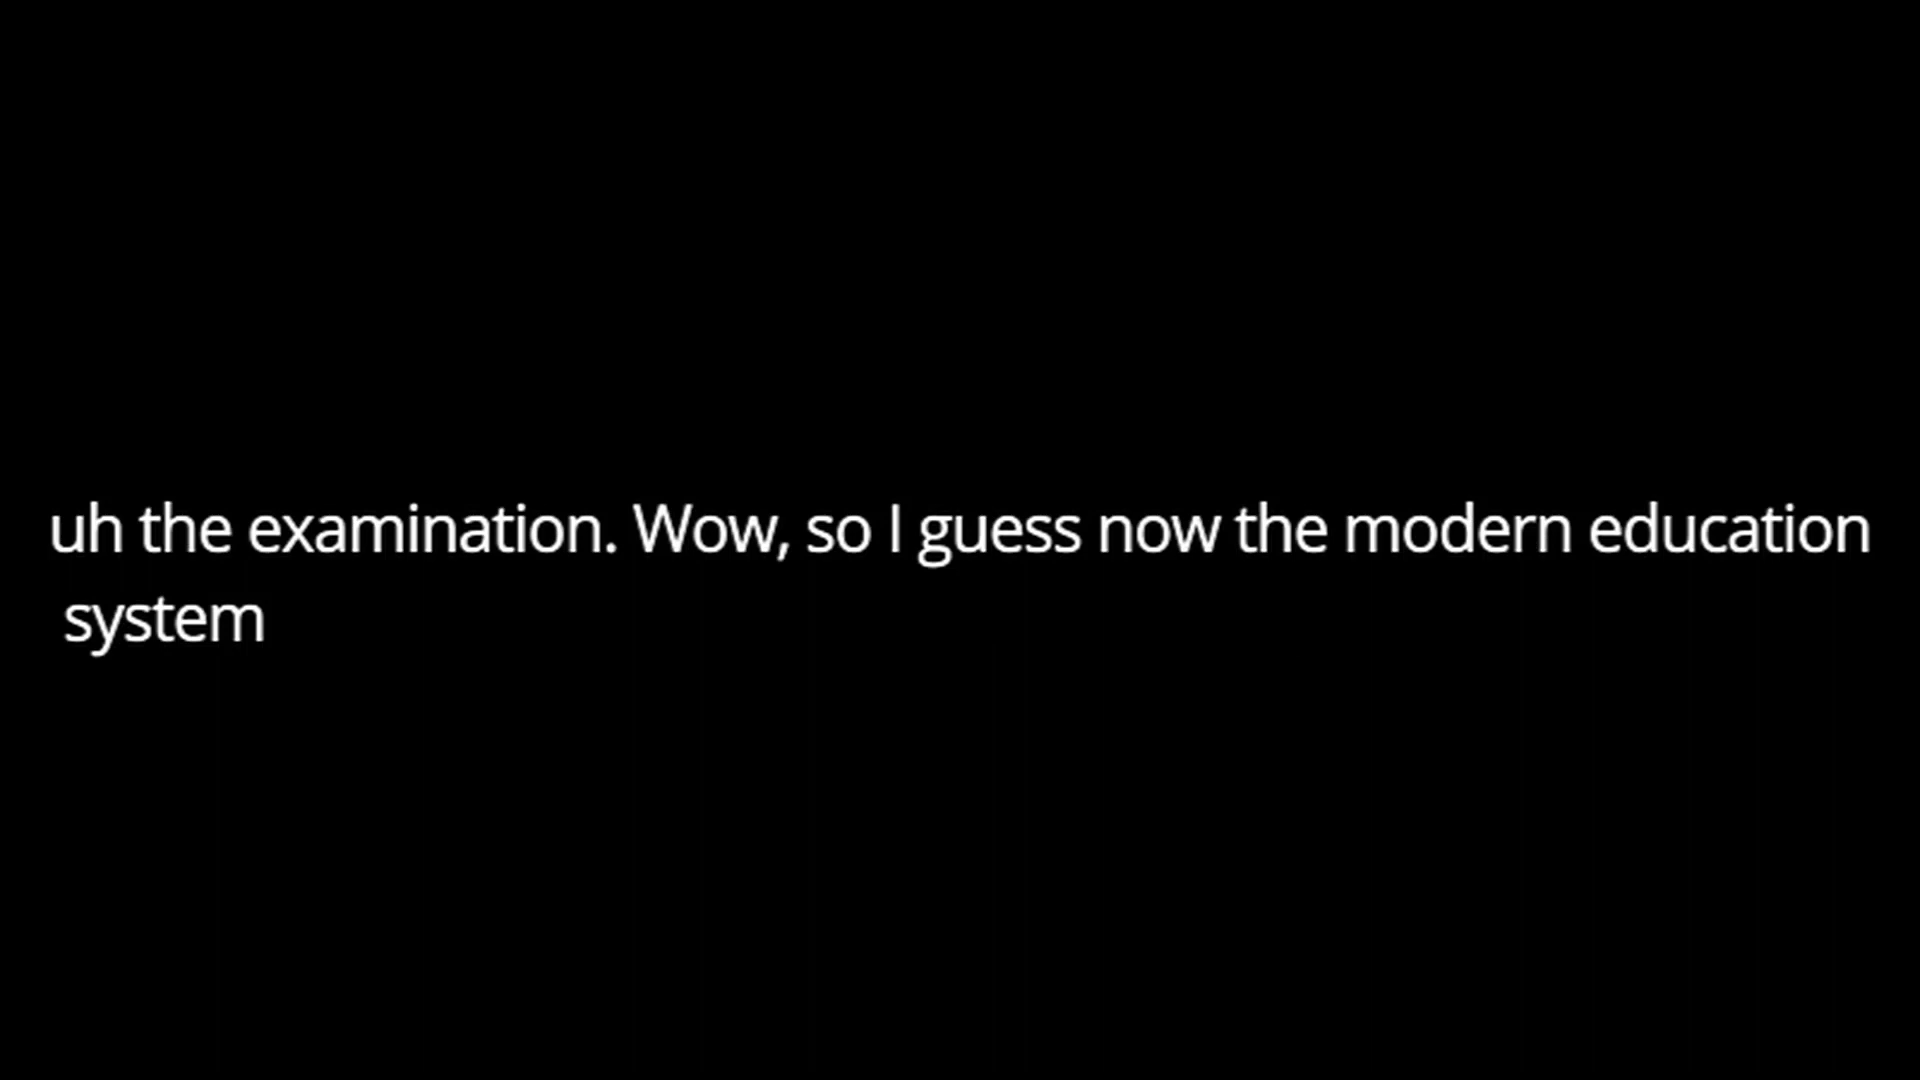 uh the examination. Wow, so I guess now the modern education
system